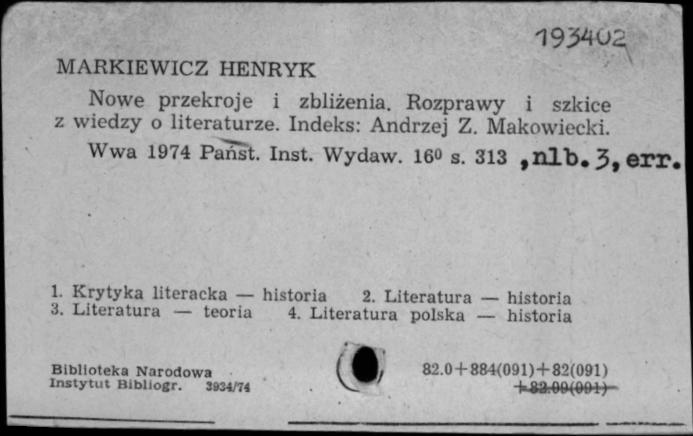 193402
MARKIEWICZ HENRYK
Nowe przekroje i zbliżenia. Rozprawy i szkice
z wiedzy o literaturze. Indeks: Andrzej Z. Makowiecki.
Wwa 1974 Państ. Inst. Wydaw. 16⁰ s. 313 ,nlb.3,err.
1. Krytyka literacka — historia 2. Literatura — historia
3. Literatura — teoria 4. Literatura polska — historia
Biblioteka Narodowa 82.0+884(091)+82(091)
Instytut Bibliogr. 3934/74 +82.09(091)